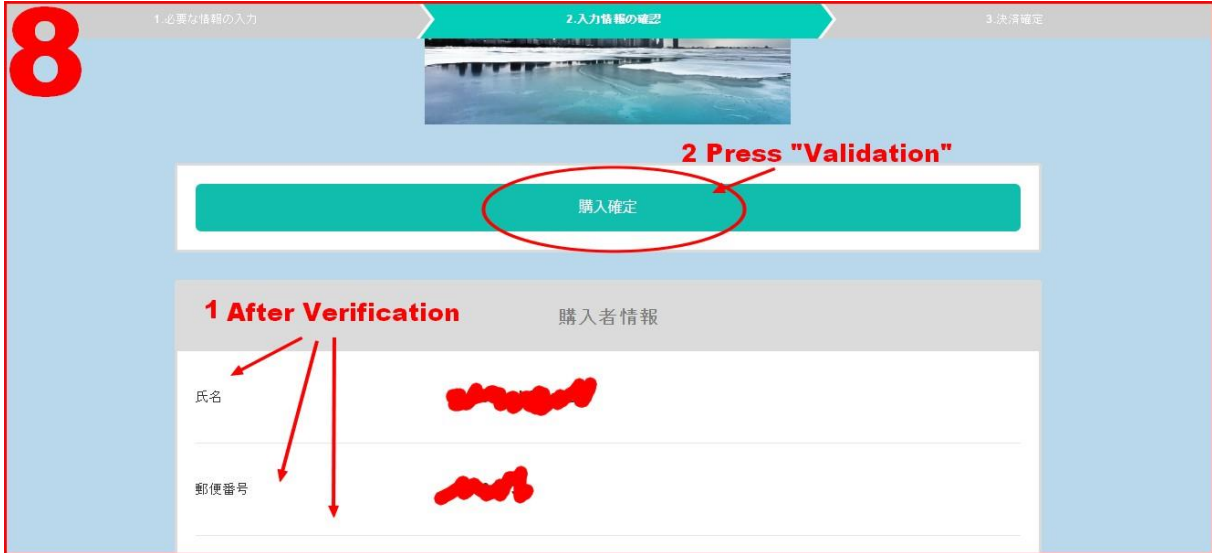 8
1.必要な情報の入力
2.入力情報の確認
3.決済確定
2 Press "Validation"
購入確定
1 After Verification
購入者情報
氏名
郵便番号